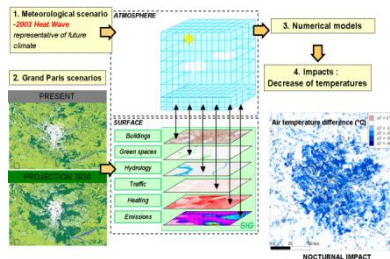 1. Meteorological scenario
-2003 Heat Wave
representative of future
climate
2. Grand Paris scenarios
PRESENT
PROJECTION 2030
ATMOSPHERE
SURFACE
Buildings
Green spaces
Hydrology
Traffic
Heating
Emissions
SIG
3. Numerical models
4. Impacts :
Decrease of temperatures
Air temperature difference (°C)
NOCTURNAL IMPACT